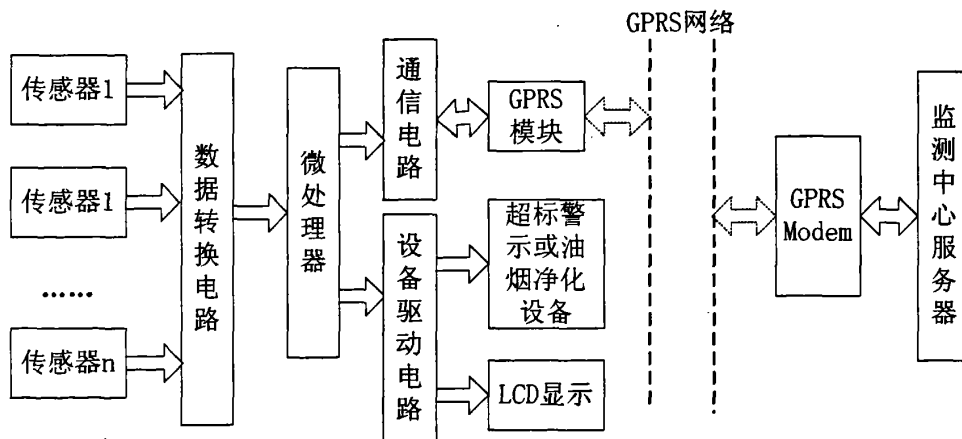 GPRS网络
传感器1
传感器1
……
传感器n
数据转换电路
微处理器
通信电路
设备驱动电路
GPRS
模块
超标警
示或油
烟净化
设备
LCD显示
GPRS
Modem
监测中心服务器